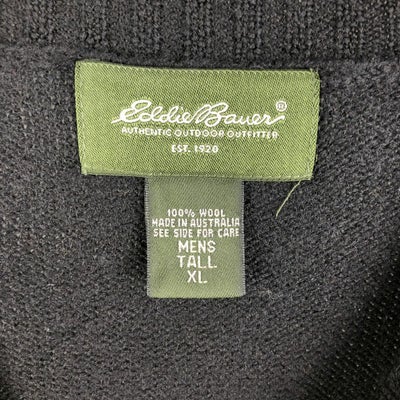 Eddie Bauer®
AUTHENTIC OUTDOOR OUTFITTER
EST. 1920
100% WOOL
MADE IN AUSTRALIA
SEE SIDE FOR CARE
MENS
TALL
XL